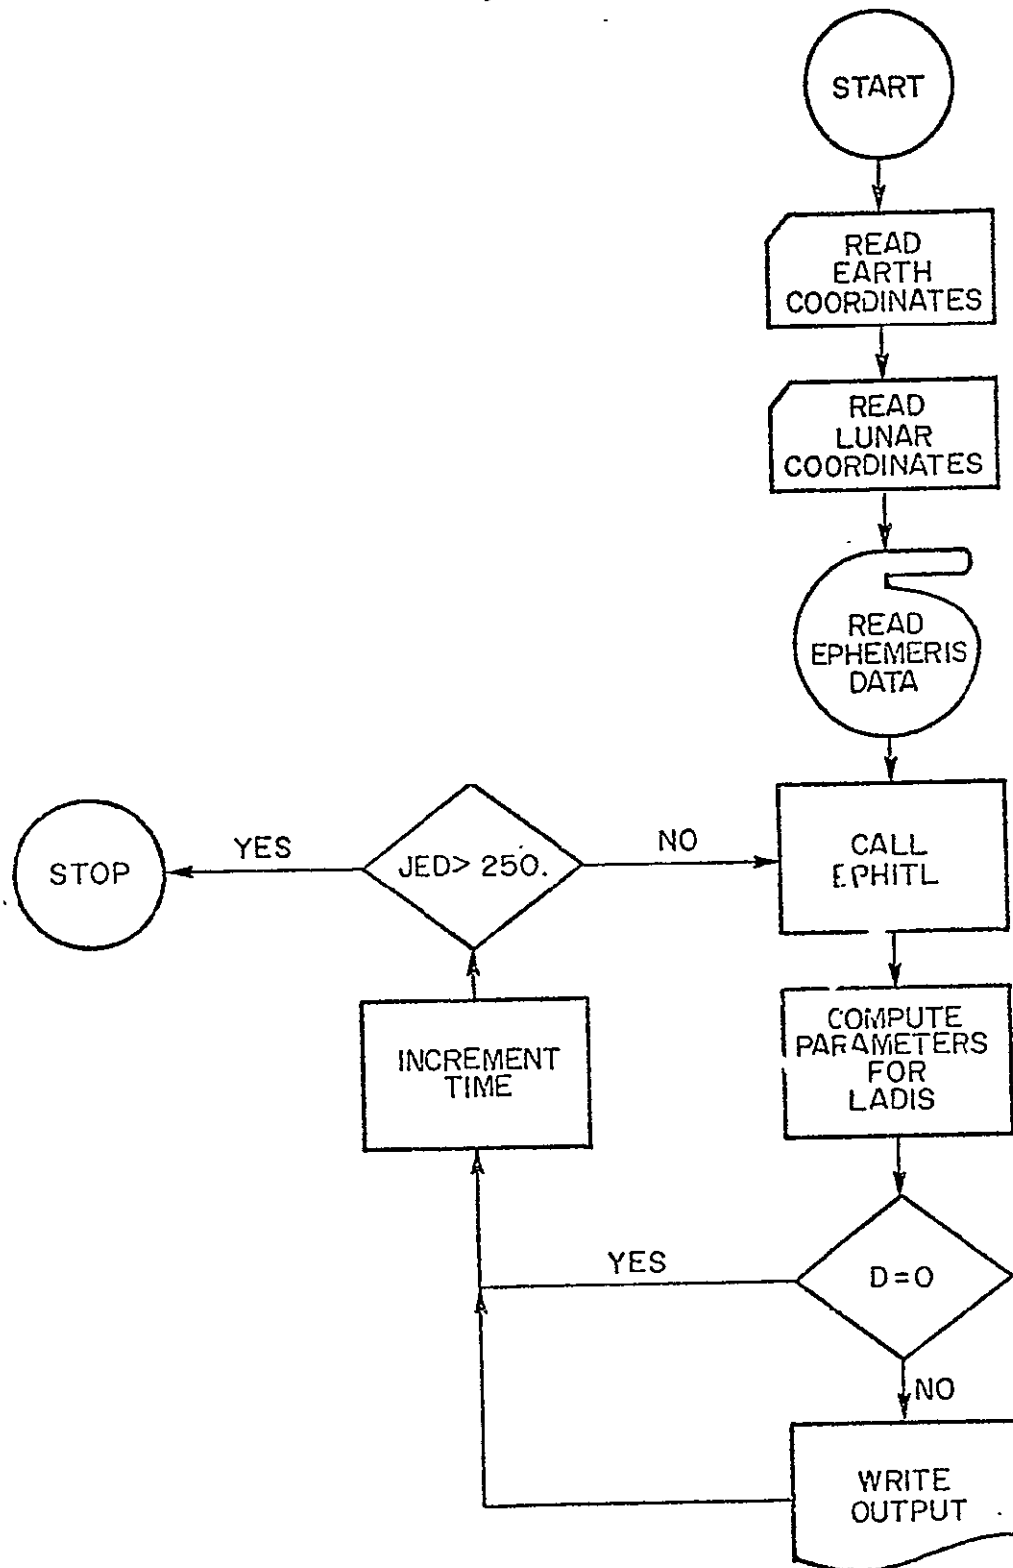 START
READ
EARTH
COORDINATES
READ
LUNAR
COORDINATES
READ
EPHEMERIS
DATA
CALL
EPHITL
NO
JED> 250.
YES
STOP
COMPUTE
PARAMETERS
FOR
LADIS
INCREMENT
TIME
D=0
YES
NO
WRITE
OUTPUT